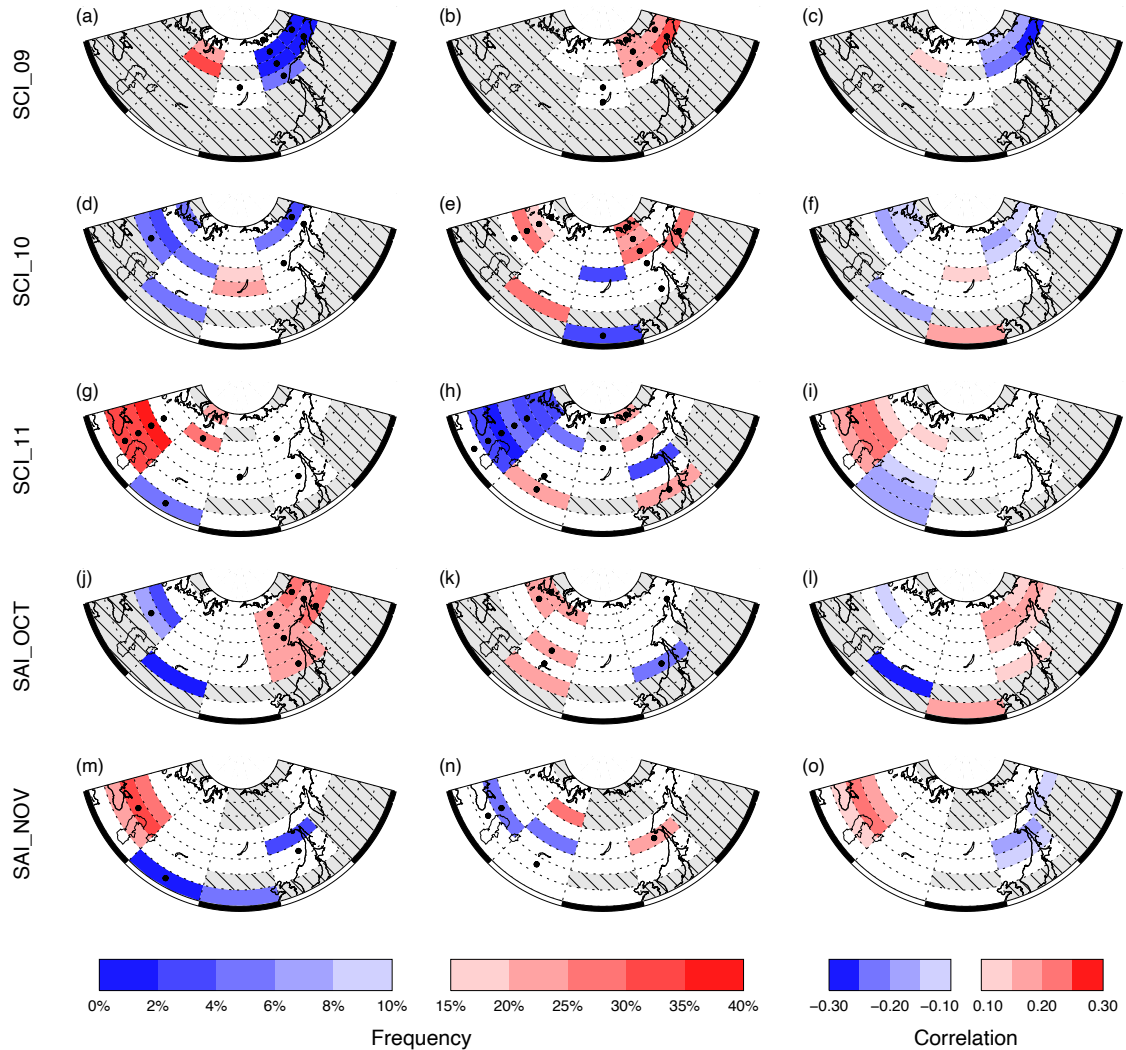 (a) (b) (c)
SCI_09
(d) (e) (f)
SCI_10
(g) (h) (i)
SCI_11
(j) (k) (l)
SAI_OCT
(m) (n) (o)
SAI_NOV
0% 2% 4% 6% 8% 10% 15% 20% 25% 30% 35% 40% −0.30 −0.20 −0.10 0.10 0.20 0.30
Frequency Correlation